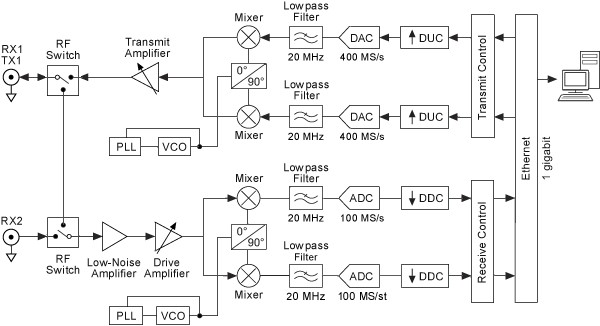 RX1
TX1
RF
Switch
Transmit
Amplifier
Mixer
Lowpass
Filter
20 MHz
DAC
400 MS/s
DUC
0°
90°
Mixer
Lowpass
Filter
20 MHz
DAC
400 MS/s
DUC
Transmit Control
PLL
VCO
Ethernet
1 gigabit
RX2
RF
Switch
Low-Noise
Amplifier
Drive
Amplifier
Mixer
Lowpass
Filter
20 MHz
ADC
100 MS/s
DDC
0°
90°
Mixer
Lowpass
Filter
20 MHz
ADC
100 MS/st
DDC
Receive Control
PLL
VCO